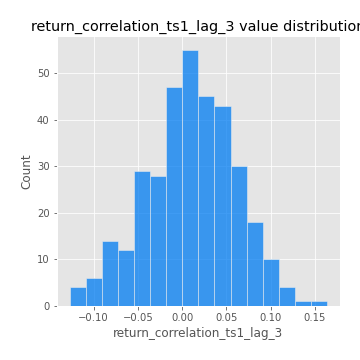 return_correlation_ts1_lag_3 value distribution
50
40
30
20
10
0
Count
−0.10 −0.05 0.00 0.05 0.10 0.15
return_correlation_ts1_lag_3